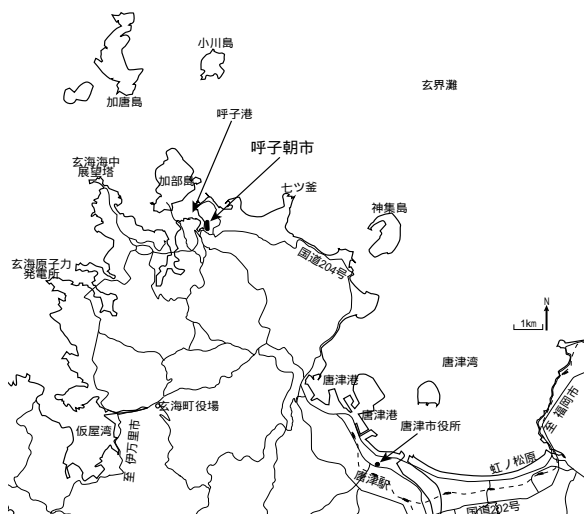 小川島
加唐島
玄界灘
呼子港
呼子朝市
玄海海中
展望塔
加部島
七ツ釜
神集島
国道204号
玄海原子力
発電所
N
1km
唐津湾
唐津港
唐津港
玄海町役場
唐津市役所
仮屋湾
至 伊万里市
至 福岡市
虹ノ松原
唐津駅
国道202号